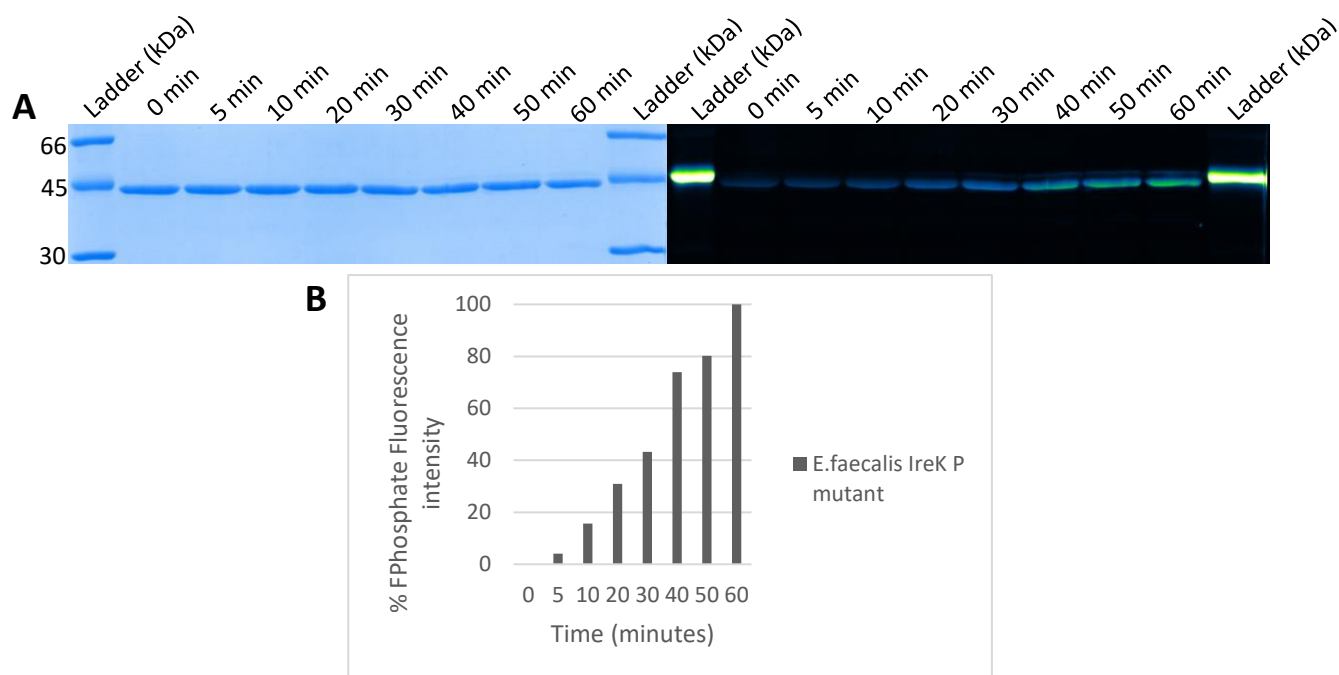 A
Ladder (kDa) 0 min 5 min 10 min 20 min 30 min 40 min 50 min 60 min Ladder (kDa) Ladder (kDa) 0 min 5 min 10 min 20 min 30 min 40 min 50 min 60 min Ladder (kDa)
66
45
30
B
% FPhosphate Fluorescence
intensity
100
80
60
40
20
0
0 5 10 20 30 40 50 60
Time (minutes)
E.faecalis IreK P
mutant